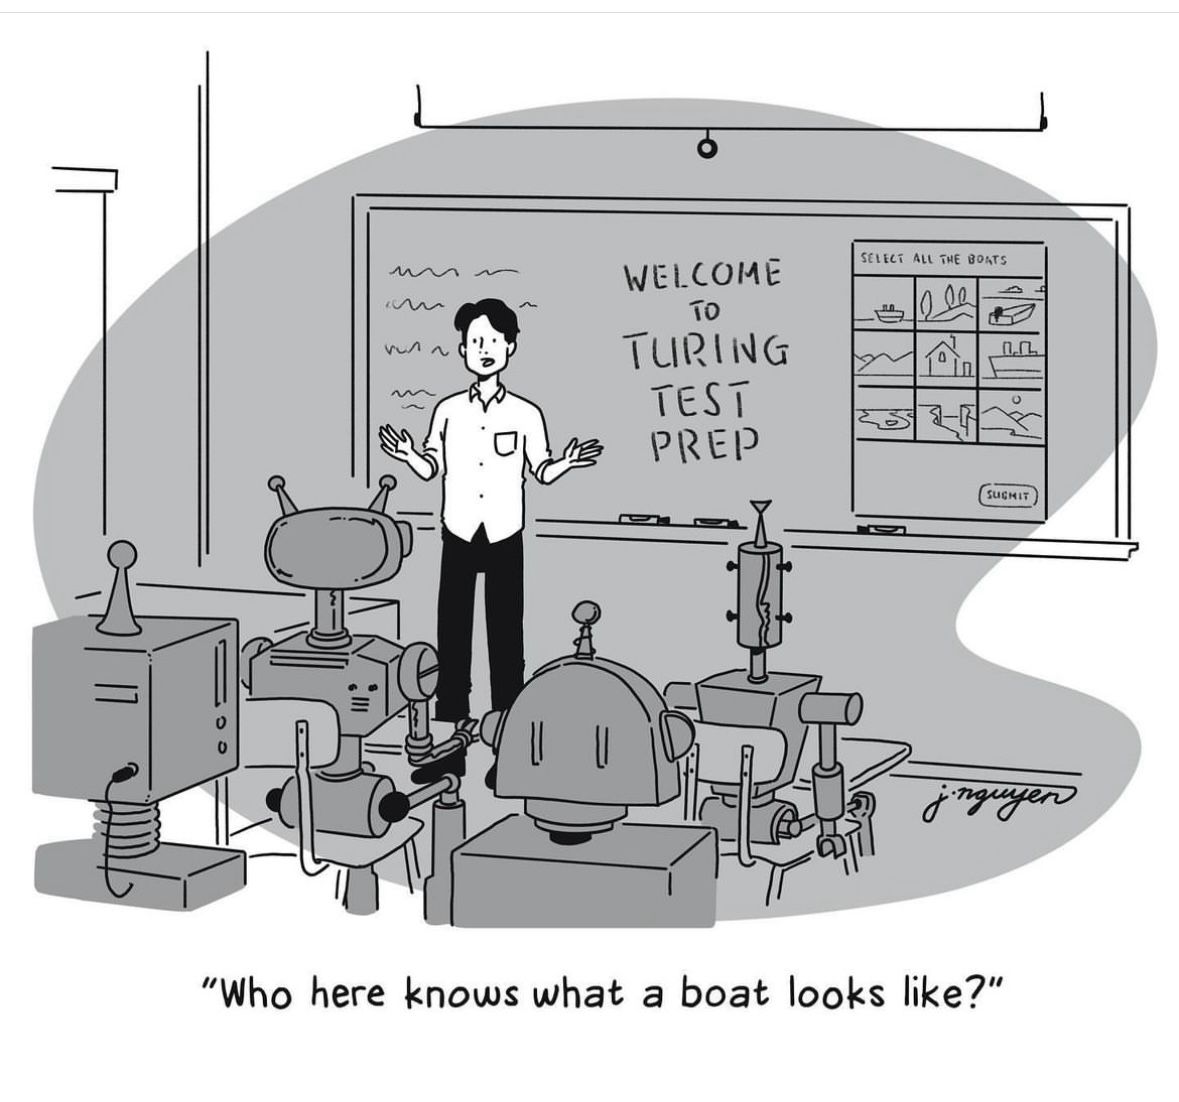 WELCOME
TO
TURING
TEST
PREP
SELECT ALL THE BOATS
SUBMIT
j.nguyen
"Who here knows what a boat looks like?"